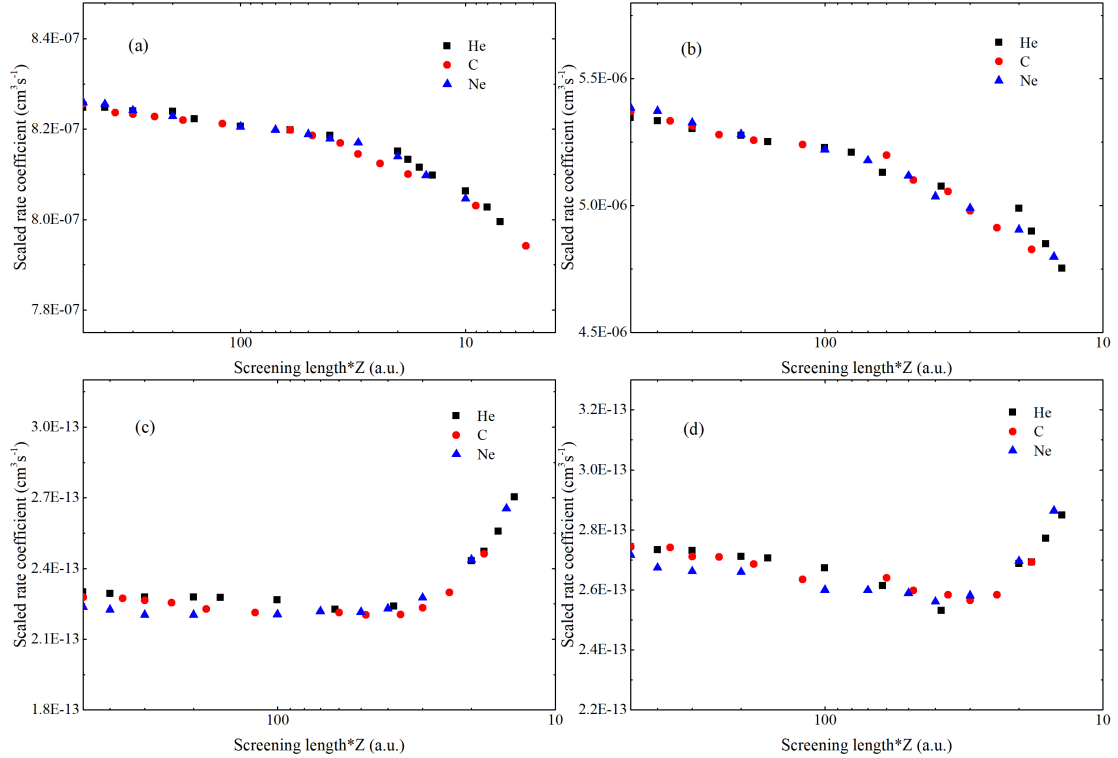 8.4E-07
(a)
He
C
Ne
8.2E-07
8.0E-07
7.8E-07
Scaled rate coefficient (cm³s⁻¹)
100
10
Screening length*Z (a.u.)
(b)
He
C
Ne
5.5E-06
5.0E-06
4.5E-06
Scaled rate coefficient (cm³s⁻¹)
100
10
Screening length*Z (a.u.)
3.0E-13
(c)
He
C
Ne
2.7E-13
2.4E-13
2.1E-13
1.8E-13
Scaled rate coefficient (cm³s⁻¹)
100
10
Screening length*Z (a.u.)
3.2E-13
(d)
He
C
Ne
3.0E-13
2.8E-13
2.6E-13
2.4E-13
2.2E-13
Scaled rate coefficient (cm³s⁻¹)
100
10
Screening length*Z (a.u.)